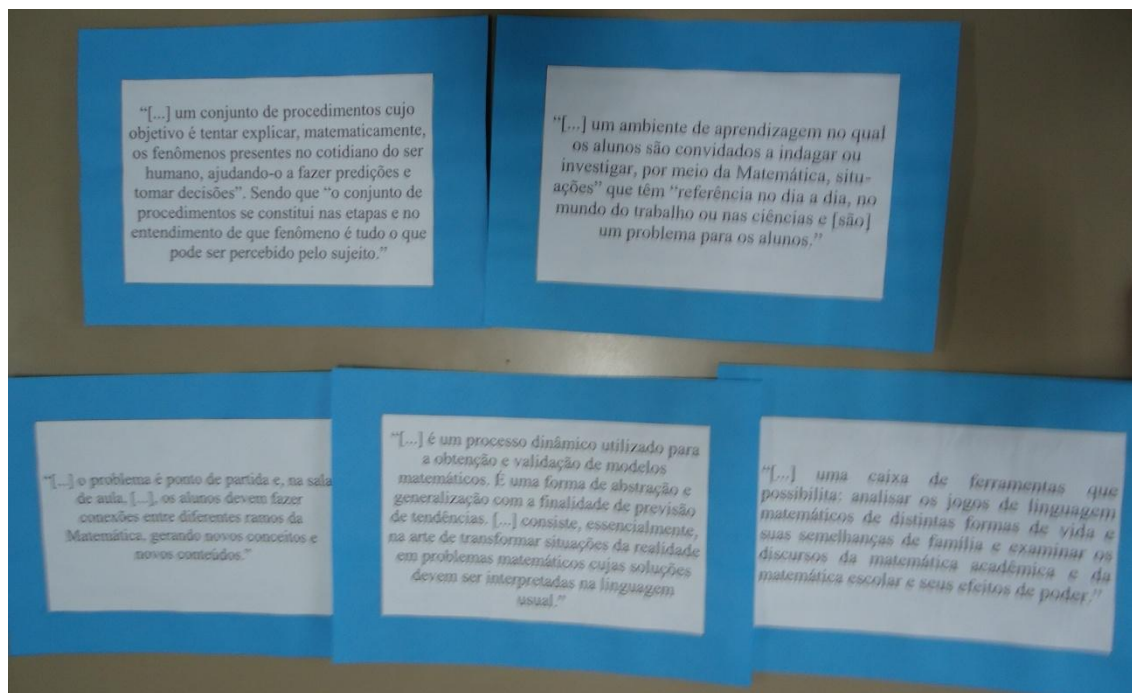 “[...] um conjunto de procedimentos cujo
objetivo é tentar explicar, matematicamente,
os fenômenos presentes no cotidiano do ser
humano, ajudando-o a fazer predições e
tomar decisões”. Sendo que “o conjunto de
procedimentos se constitui nas etapas e no
entendimento de que fenômeno é tudo o que
pode ser percebido pelo sujeito.”
“[...] um ambiente de aprendizagem no qual
os alunos são convidados a indagar ou
investigar, por meio da Matemática, situ-
ações” que têm “referência no dia a dia, no
mundo do trabalho ou nas ciências e [são]
um problema para os alunos.”
“[...] o problema é ponto de partida e, na sala
de aula, [...], os alunos devem fazer
conexões entre diferentes ramos da
Matemática, gerando novos conceitos e
novos conteúdos.”
“[...] é um processo dinâmico utilizado para
a obtenção e validação de modelos
matemáticos. É uma forma de abstração e
generalização com a finalidade de previsão
de tendências. [...] consiste, essencialmente,
na arte de transformar situações da realidade
em problemas matemáticos cujas soluções
devem ser interpretadas na linguagem
usual.”
“[...] uma caixa de ferramentas que
possibilita: analisar os jogos de linguagem
matemáticos de distintas formas de vida e
suas semelhanças de família e examinar os
discursos da matemática acadêmica e da
matemática escolar e seus efeitos de poder.”